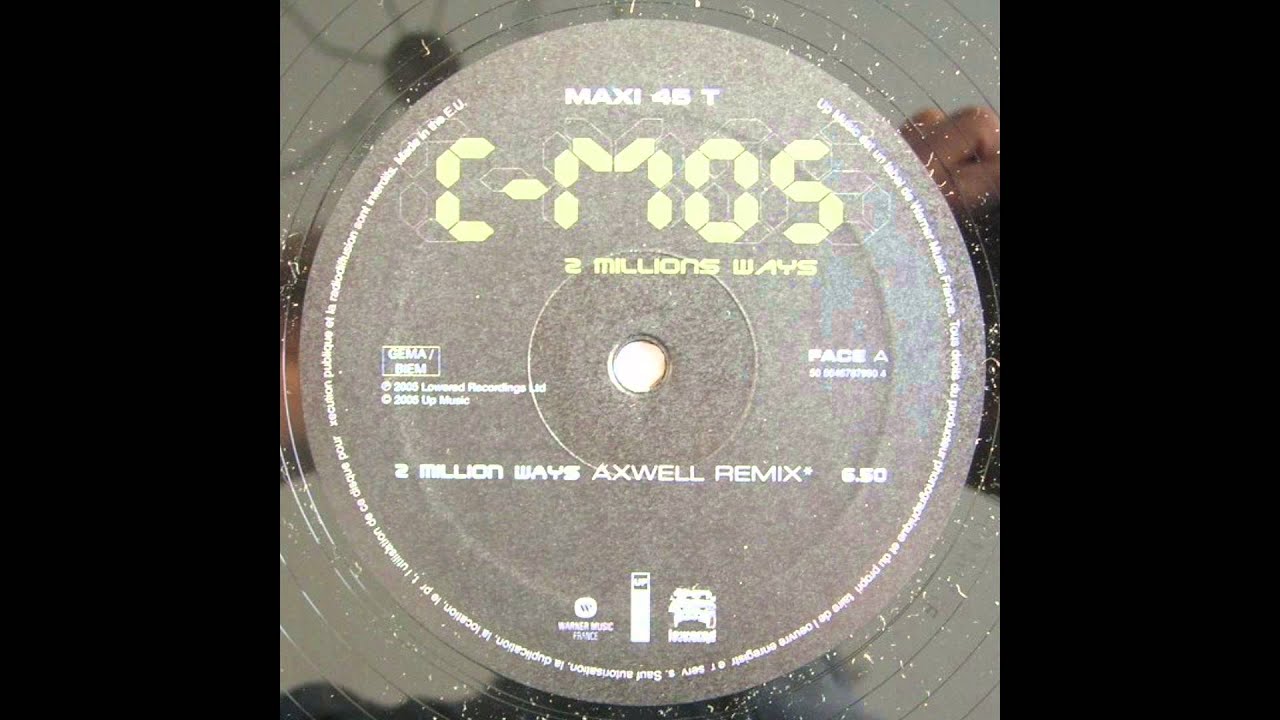 MAXI 45 T
C-MOS
2 MILLIONS WAYS
GEMA /
BIEM
FACE A
℗ 2005 Lowered Recordings Ltd
© 2005 Up Music
2 MILLION WAYS AXWELL REMIX* 6.50
UP
WARNER MUSIC
FRANCE
lowered
Up Music est un label de Warner Music France. Tous droits du producteur phonographique et du propri taire de l oeuvre enregistr e r serv s. Sauf autorisation, la duplication, la location, le pr t, l utilisation de ce disque pour xecution publique et la radiodiffusion sont interdits. Made in the E.U.